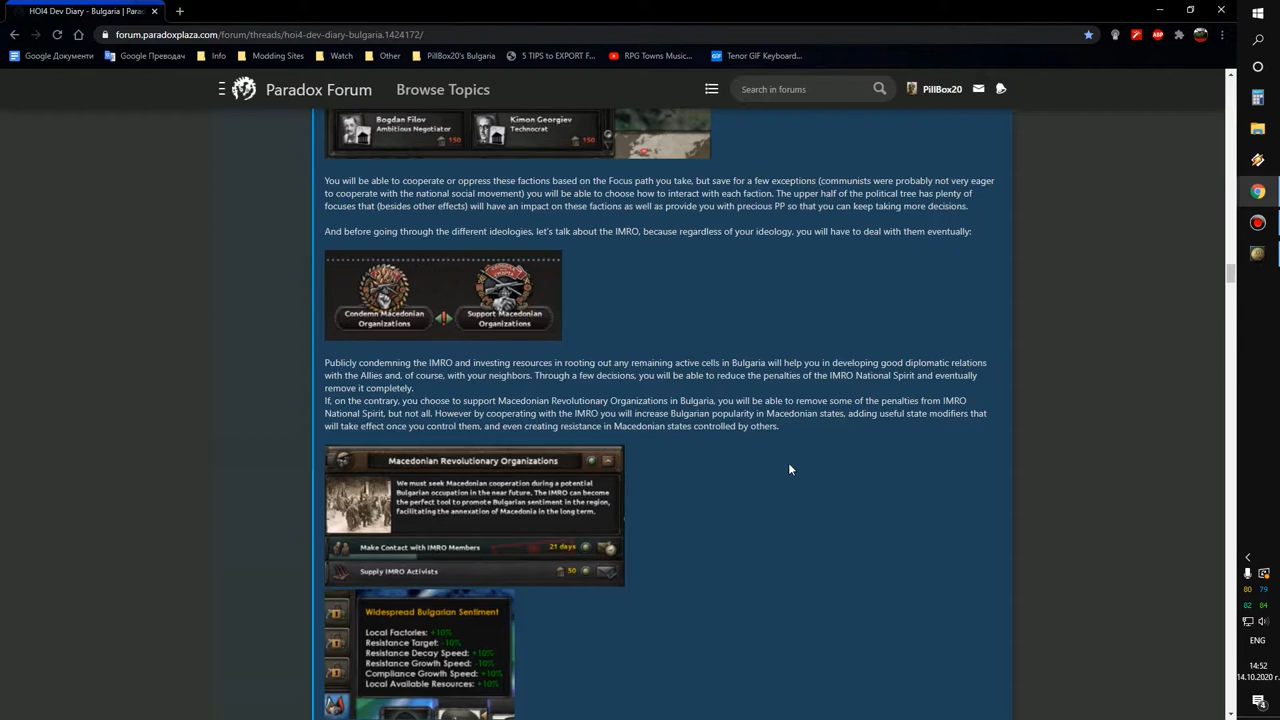 HOI4 Dev Diary - Bulgaria | Para
forum.paradoxplaza.com/forum/threads/hoi4-dev-diary-bulgaria.1424172/
Google Документи
Google Преводач
Info
Modding Sites
Watch
Other
PillBox20's Bulgaria
5 TIPS to EXPORT F...
RPG Towns Music...
Tenor GIF Keyboard...
Paradox Forum
Browse Topics
Search in forums
PillBox20
Bogdan Filov
Ambitious Negotiator
150
Kimon Georgiev
Technocrat
150
You will be able to cooperate or oppress these factions based on the Focus path you take, but save for a few exceptions (communists were probably not very eager
to cooperate with the national social movement) you will be able to choose how to interact with each faction. The upper half of the political tree has plenty of
focuses that (besides other effects) will have an impact on these factions as well as provide you with precious PP so that you can keep taking more decisions.
And before going through the different ideologies, let's talk about the IMRO, because regardless of your ideology, you will have to deal with them eventually:
Condemn Macedonian
Organizations
Support Macedonian
Organizations
Publicly condemning the IMRO and investing resources in rooting out any remaining active cells in Bulgaria will help you in developing good diplomatic relations
with the Allies and, of course, with your neighbors. Through a few decisions, you will be able to reduce the penalties of the IMRO National Spirit and eventually
remove it completely.
If, on the contrary, you choose to support Macedonian Revolutionary Organizations in Bulgaria, you will be able to remove some of the penalties from IMRO
National Spirit, but not all. However by cooperating with the IMRO you will increase Bulgarian popularity in Macedonian states, adding useful state modifiers that
will take effect once you control them, and even creating resistance in Macedonian states controlled by others.
Macedonian Revolutionary Organizations
We must seek Macedonian cooperation during a potential
Bulgarian occupation in the near future. The IMRO can become
the perfect tool to promote Bulgarian sentiment in the region,
facilitating the annexation of Macedonia in the long term.
Make Contact with IMRO Members
21 days
Supply IMRO Activists
50
Widespread Bulgarian Sentiment
Local Factories: +10%
Resistance Target: -10%
Resistance Decay Speed: +10%
Resistance Growth Speed: -10%
Compliance Growth Speed: +10%
Local Available Resources: +10%
80 79
82 84
ENG
14:52
14.10.2020 г.
4